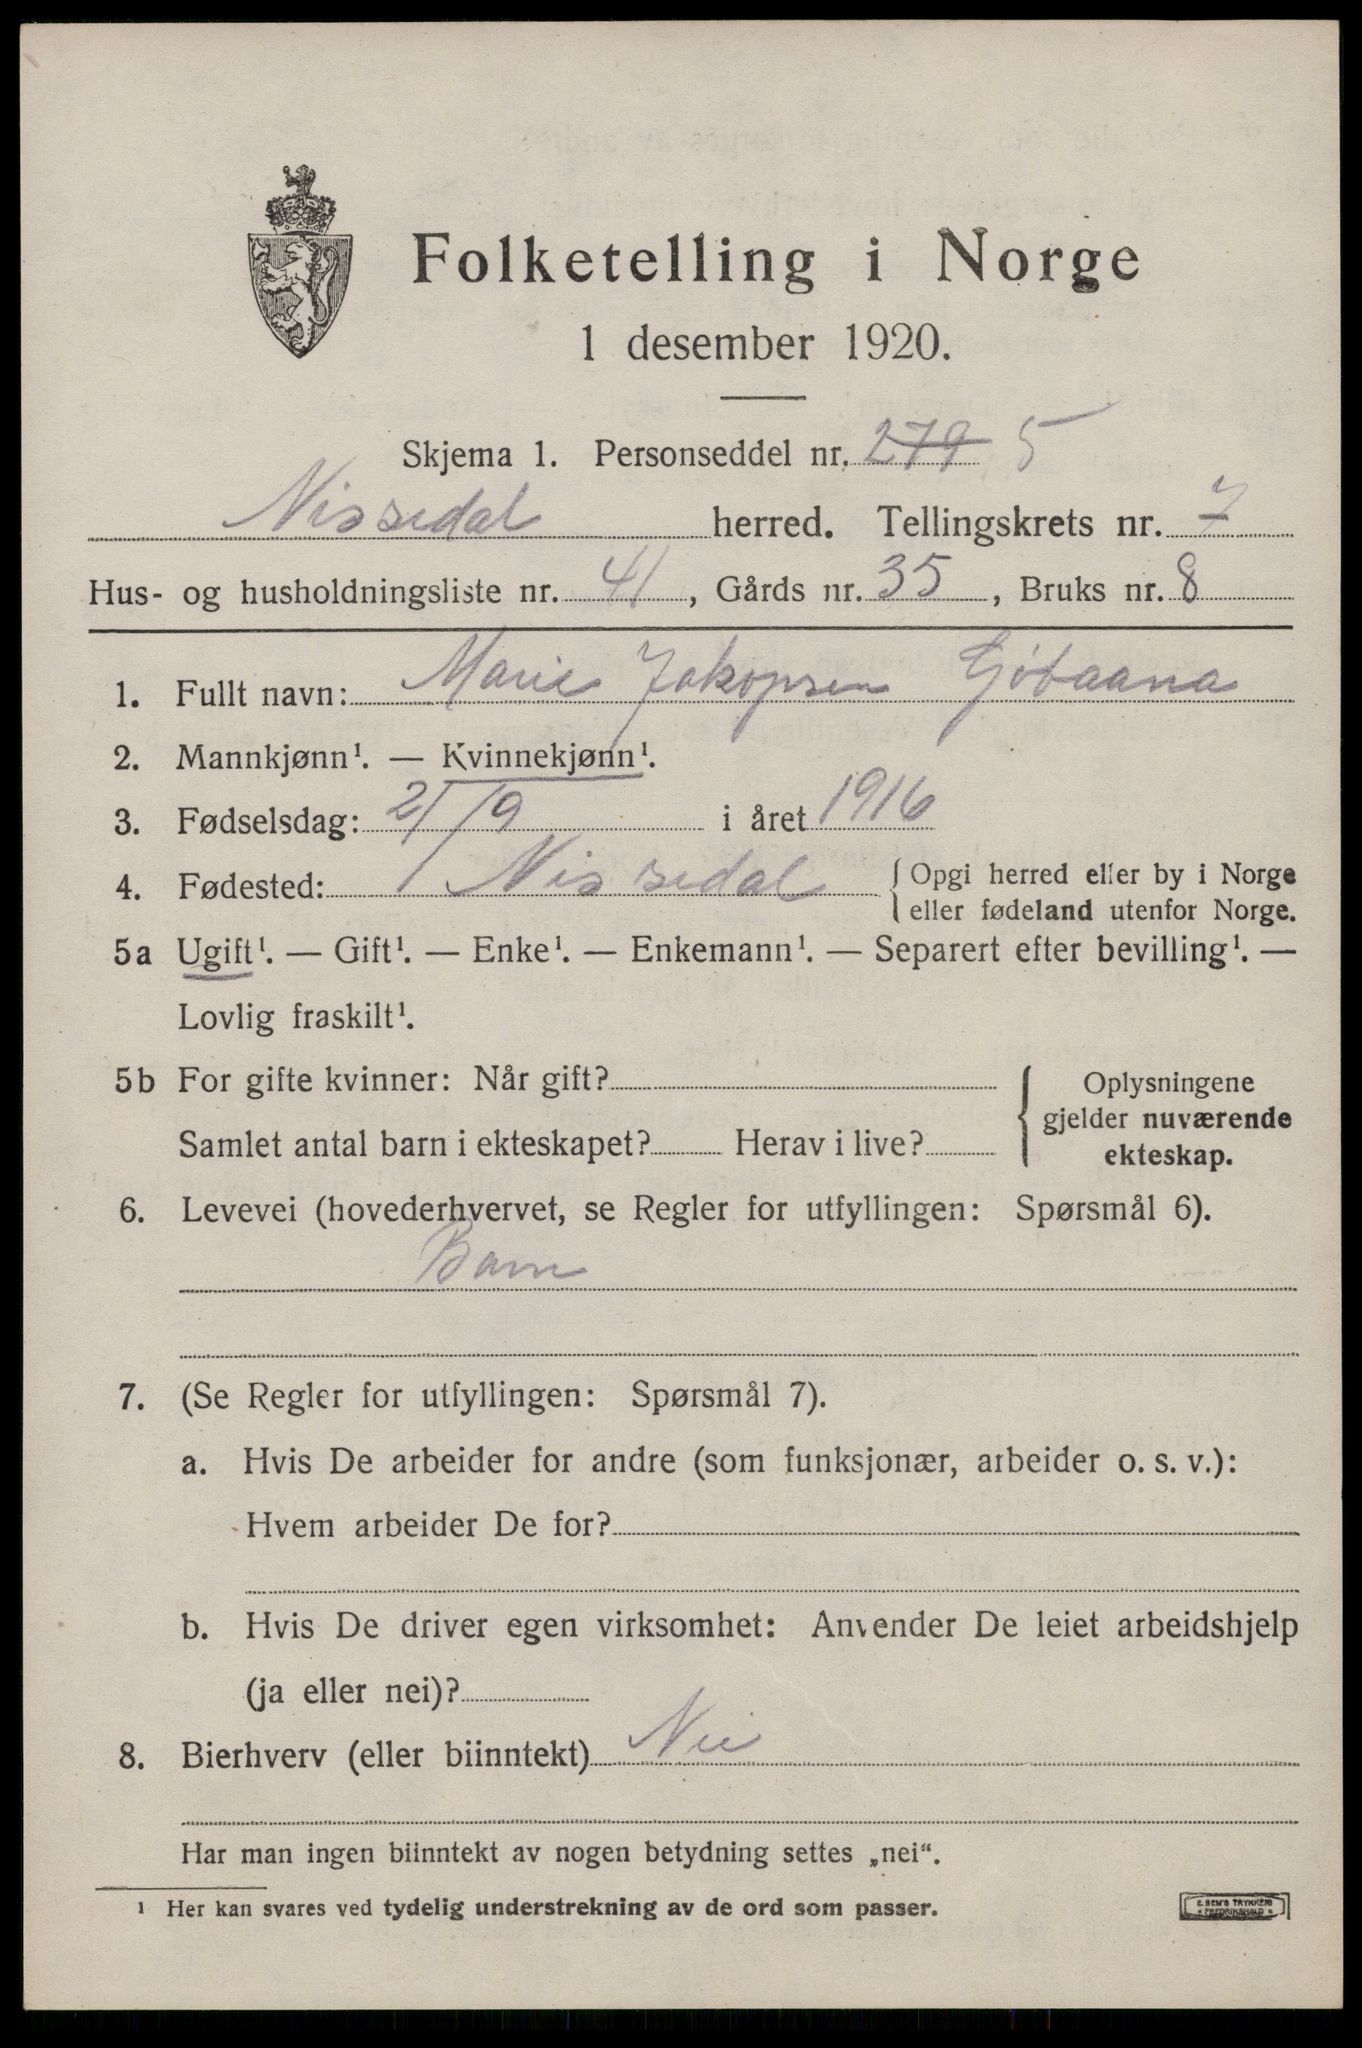 Folketelling i Norge
1 desember 1920.
Skjema 1. Personseddel nr. 279 5
Nissedal herred. Tellingskrets nr. 7
Hus- og husholdningsliste nr. 41, Gårds nr. 35, Bruks nr. 8
1. Fullt navn: Marie Jakopsen
2. Mannkjønn¹. — Kvinnekjønn¹.
3. Fødselsdag: 21/9 i året 1916
4. Fødested: Nissedal { Opgi herred eller by i Norge
eller fødeland utenfor Norge.
5a Ugift¹. — Gift¹. — Enke¹. — Enkemann¹. — Separert efter bevilling¹. —
Lovlig fraskilt¹.
5b For gifte kvinner: Når gift?
Samlet antal barn i ekteskapet? Herav i live?
{ Oplysningene
gjelder nuværende
ekteskap.
6. Levevei (hovederhvervet, se Regler for utfyllingen: Spørsmål 6).
Barn
7. (Se Regler for utfyllingen: Spørsmål 7).
a. Hvis De arbeider for andre (som funksjonær, arbeider o. s. v.):
Hvem arbeider De for?
b. Hvis De driver egen virksomhet: Anvender De leiet arbeidshjelp
(ja eller nei)?
8. Bierhverv (eller biinntekt) Nei
Har man ingen biinntekt av nogen betydning settes „nei“.
¹ Her kan svares ved tydelig understrekning av de ord som passer.
E. SEM'S TRYKKERI
FREDRIKSHALD